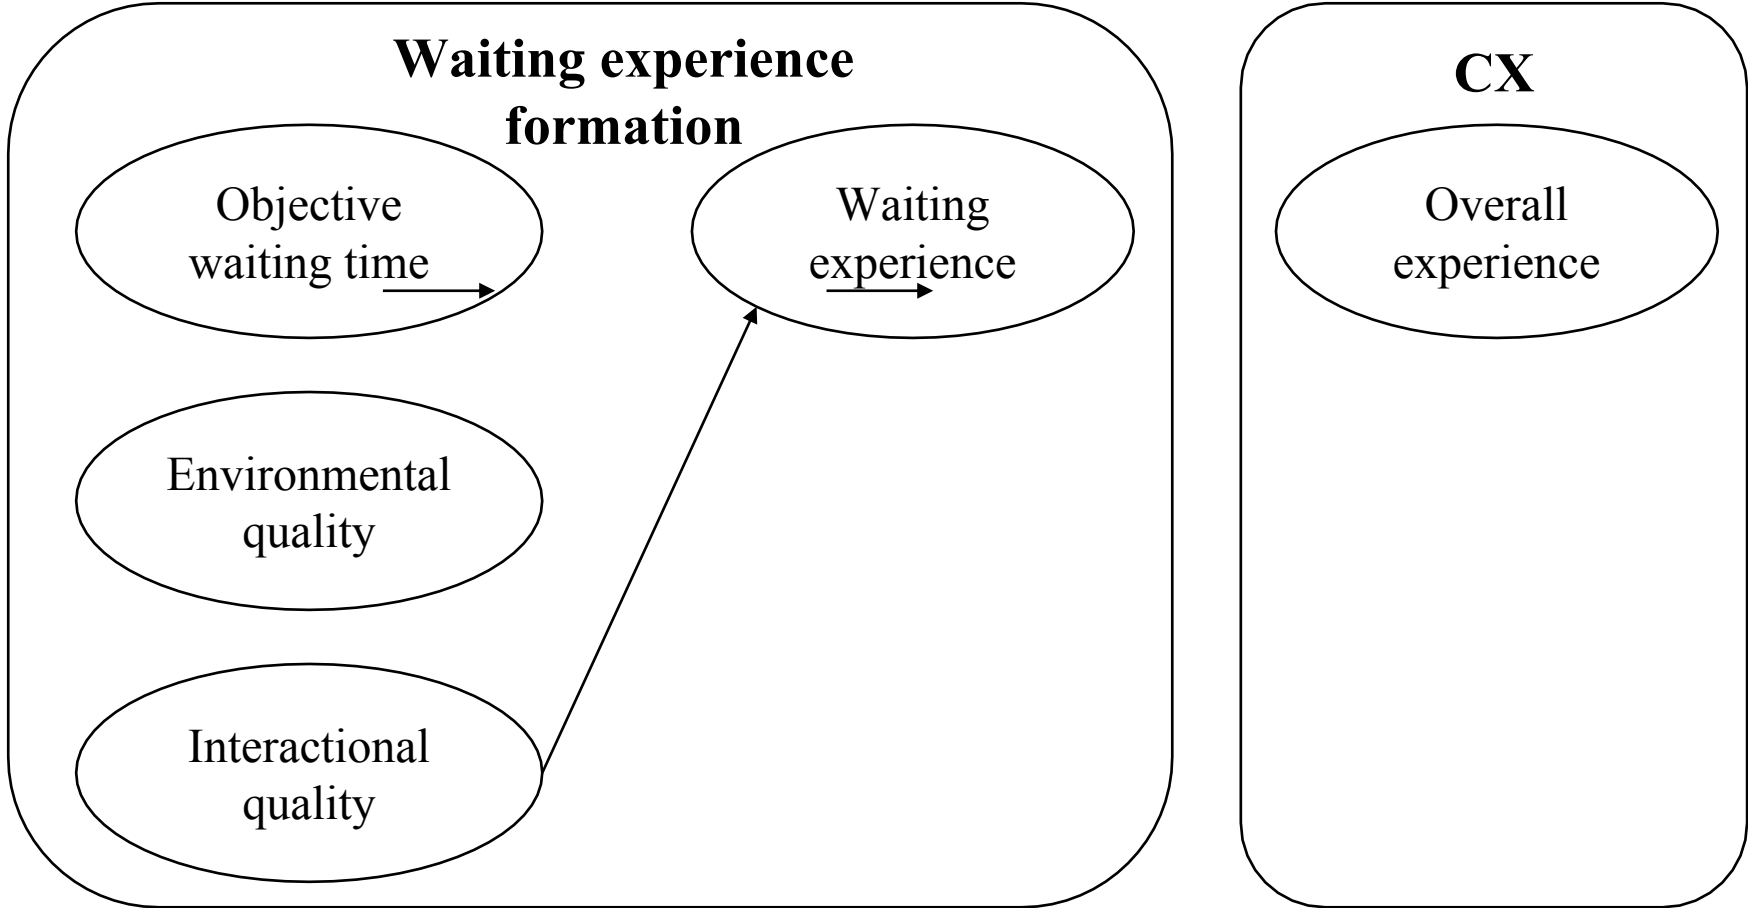 Waiting experience
formation
Objective
waiting time
Waiting
experience
Environmental
quality
Interactional
quality
CX
Overall
experience